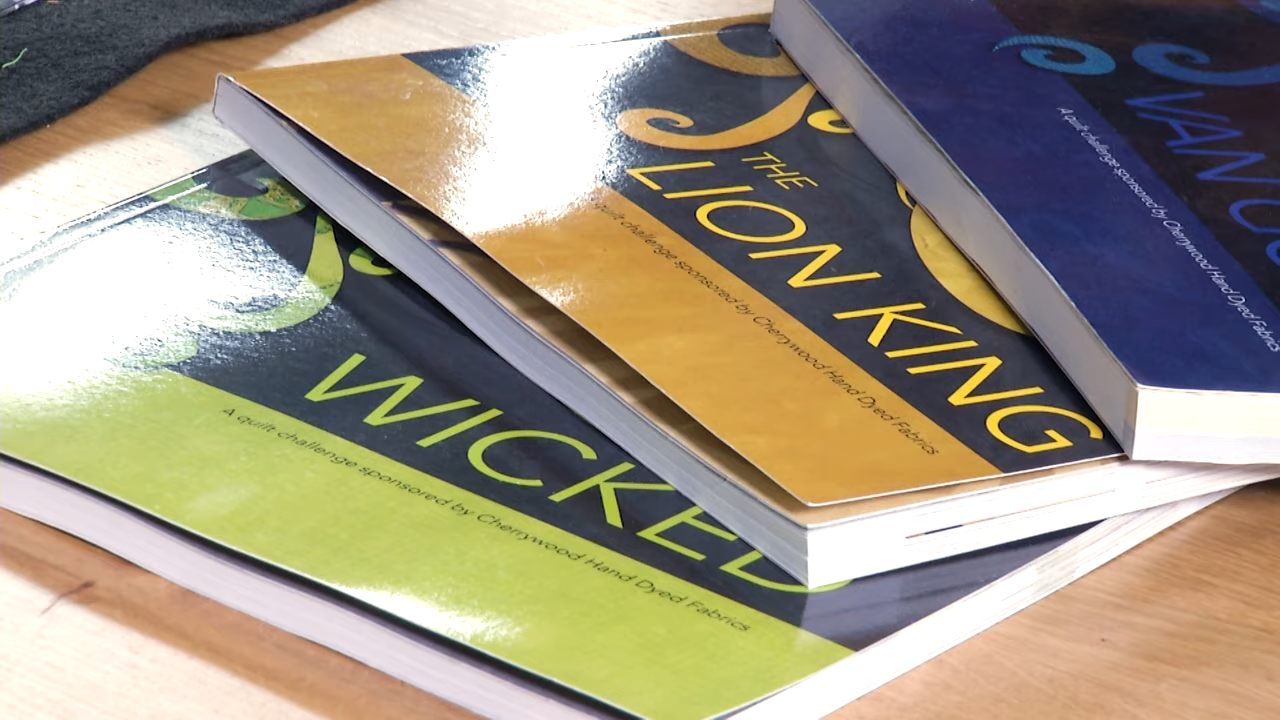 THE
LION KING
quilt challenge sponsored by Cherrywood Hand Dyed Fabrics
VAN
A quilt challenge sponsored by Cherrywood Hand Dyed Fabrics
WICKED
A quilt challenge sponsored by Cherrywood Hand Dyed Fabrics